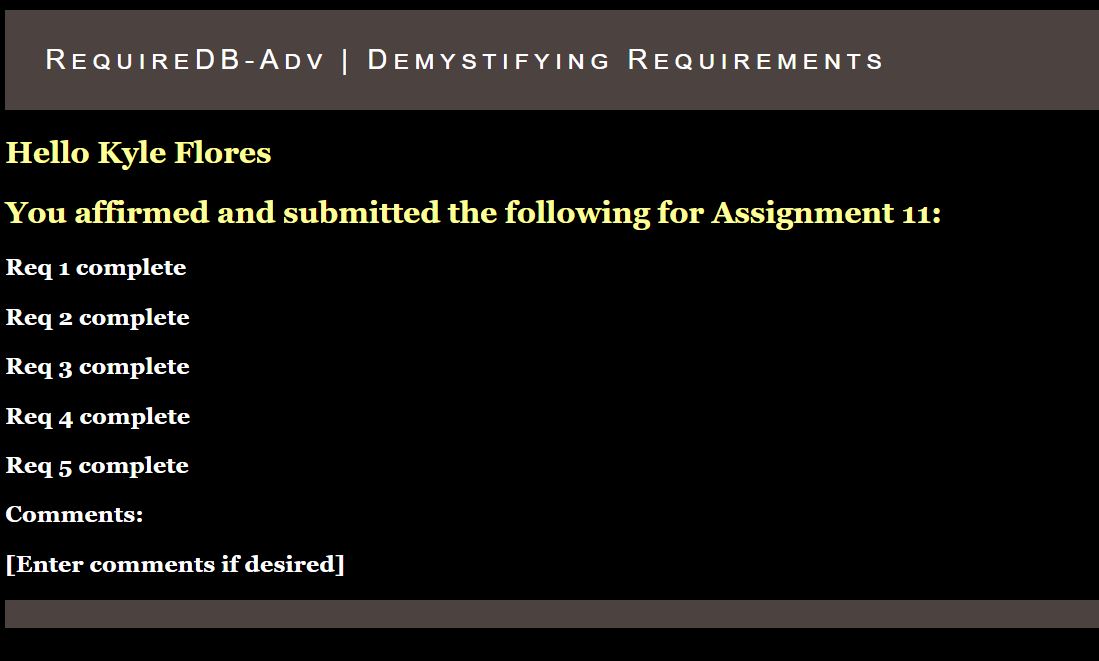 RequireDB-Adv | Demystifying Requirements
Hello Kyle Flores
You affirmed and submitted the following for Assignment 11:
Req 1 complete
Req 2 complete
Req 3 complete
Req 4 complete
Req 5 complete
Comments:
[Enter comments if desired]